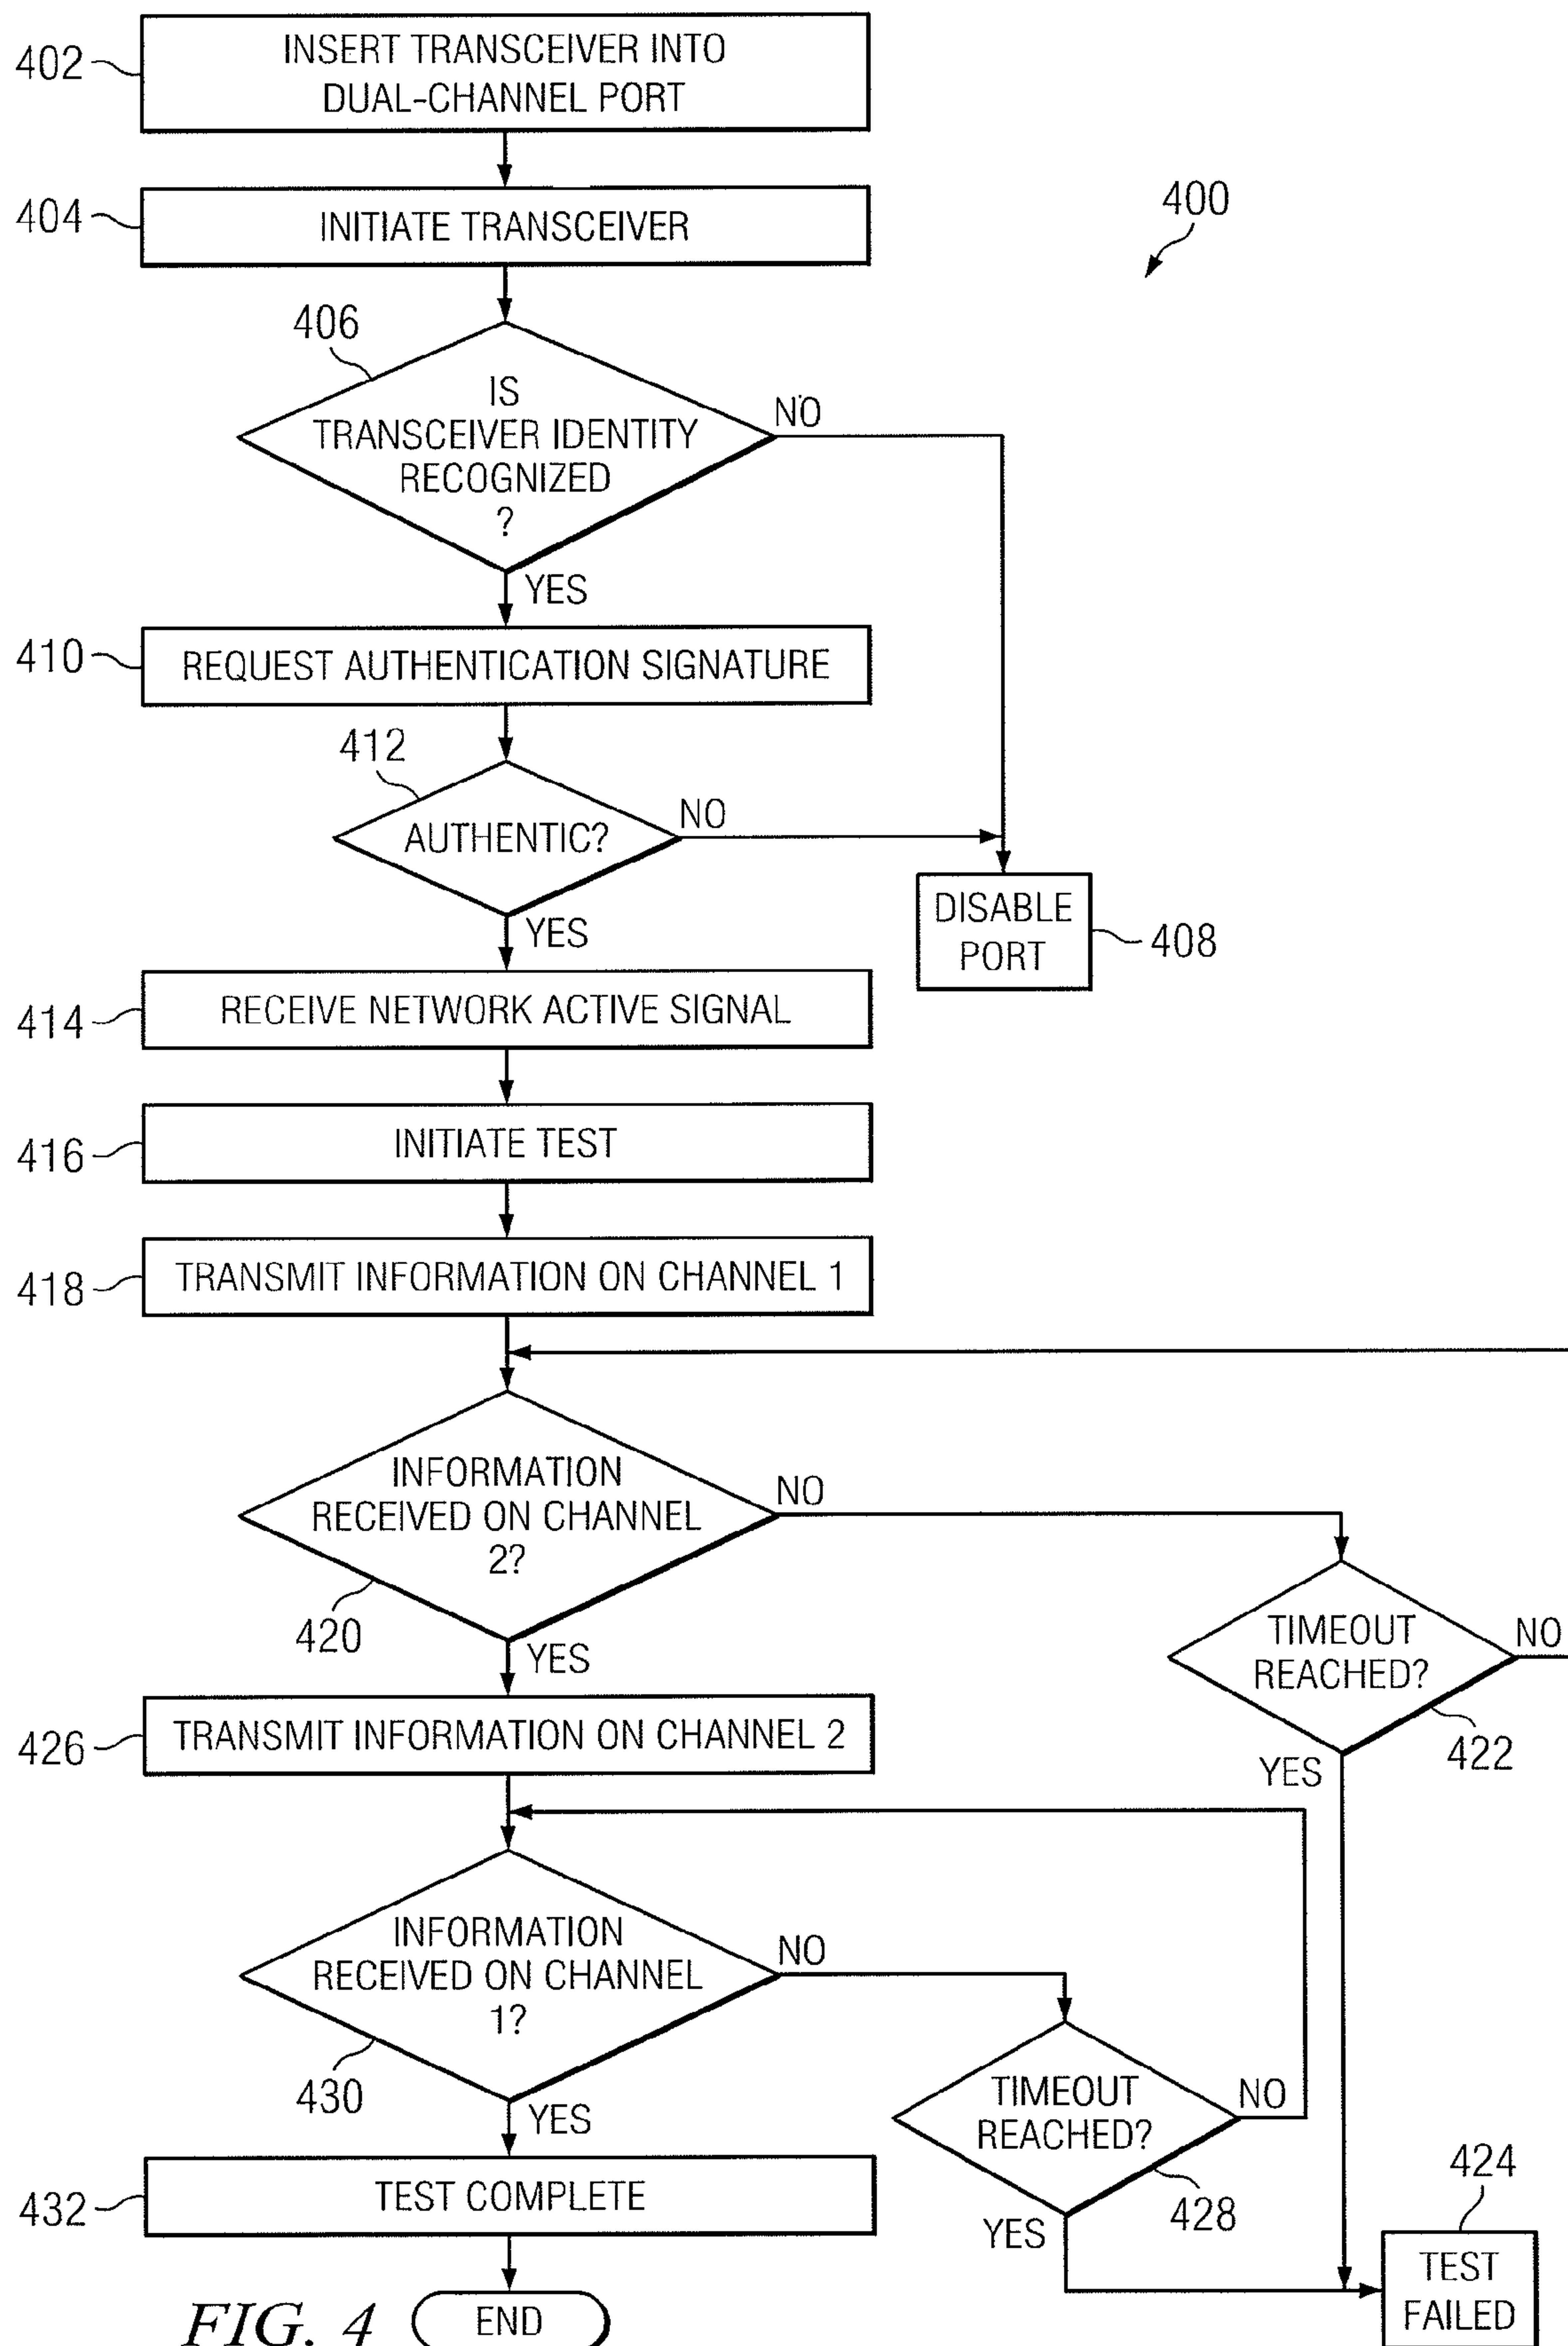 402
INSERT TRANSCEIVER INTO
DUAL-CHANNEL PORT
404
INITIATE TRANSCEIVER
400
406
IS
TRANSCEIVER IDENTITY
RECOGNIZED
?
NO
YES
410
REQUEST AUTHENTICATION SIGNATURE
412
AUTHENTIC?
NO
YES
DISABLE
PORT
408
414
RECEIVE NETWORK ACTIVE SIGNAL
416
INITIATE TEST
418
TRANSMIT INFORMATION ON CHANNEL 1
INFORMATION
RECEIVED ON CHANNEL
2?
NO
420
YES
TIMEOUT
REACHED?
NO
422
YES
426
TRANSMIT INFORMATION ON CHANNEL 2
INFORMATION
RECEIVED ON CHANNEL
1?
NO
430
YES
TIMEOUT
REACHED?
NO
428
YES
432
TEST COMPLETE
424
TEST
FAILED
FIG. 4
END